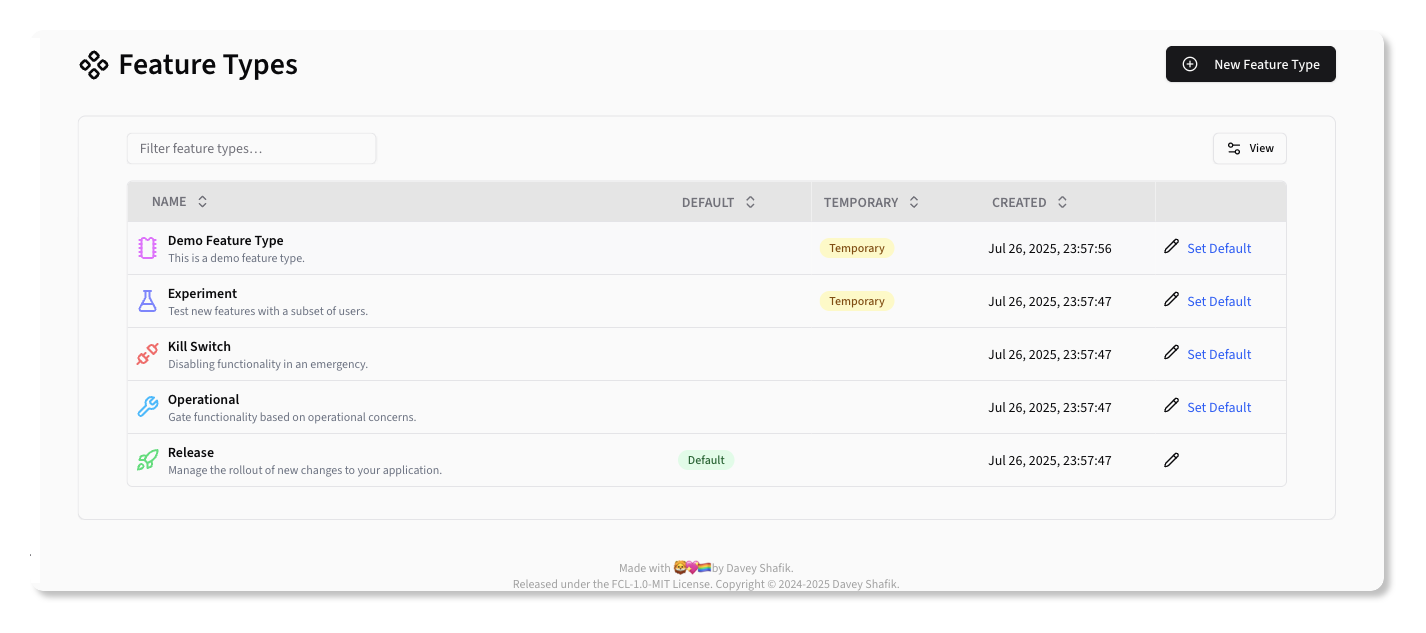 Feature Types
New Feature Type
Filter feature types...
View
NAME DEFAULT TEMPORARY CREATED
Demo Feature Type
This is a demo feature type.
Temporary Jul 26, 2025, 23:57:56 Set Default
Experiment
Test new features with a subset of users.
Temporary Jul 26, 2025, 23:57:47 Set Default
Kill Switch
Disabling functionality in an emergency.
Jul 26, 2025, 23:57:47 Set Default
Operational
Gate functionality based on operational concerns.
Jul 26, 2025, 23:57:47 Set Default
Release
Manage the rollout of new changes to your application.
Default Jul 26, 2025, 23:57:47
Made with 🦁💖🏳️‍🌈 by Davey Shafik.
Released under the FCL-1.0-MIT License. Copyright © 2024-2025 Davey Shafik.